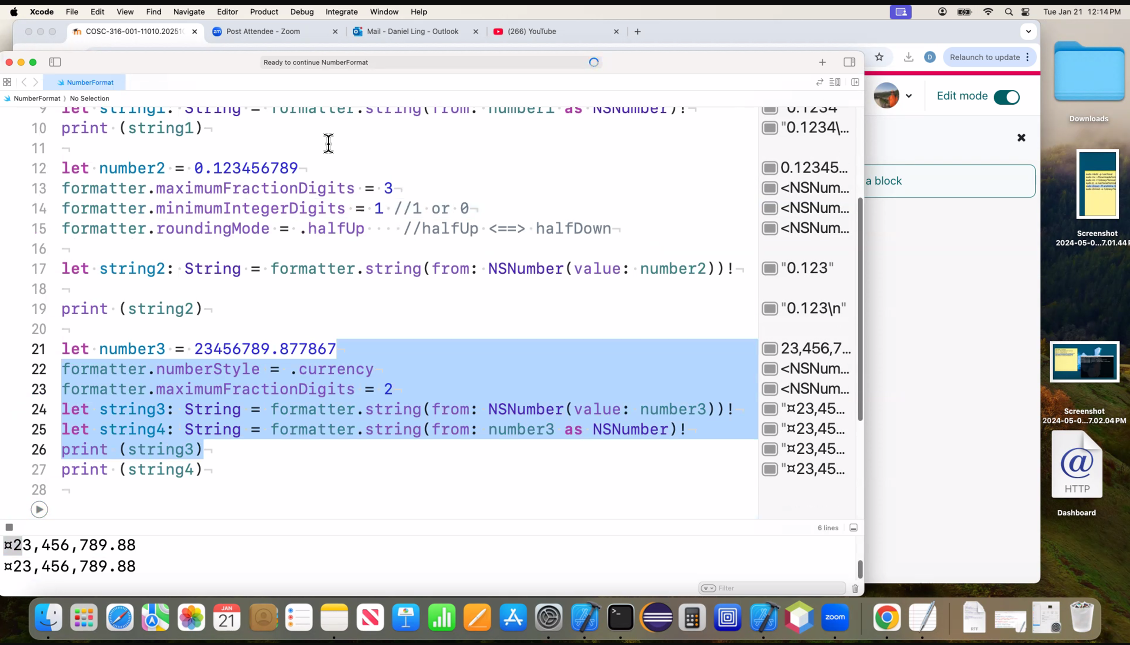 Xcode File Edit View Find Navigate Editor Product Debug Integrate Window Help Tue Jan 21 12:14 PM
COSC-316-001-11010.20251 Post Attendee - Zoom Mail - Daniel Ling - Outlook (266) YouTube
Ready to continue NumberFormat
D Relaunch to update
NumberFormat
NumberFormat No Selection
Edit mode
a block
9 let string1: String = formatter.string(from: number1 as NSNumber)! "0.1234"
10 print (string1) "0.1234\...
11
12 let number2 = 0.123456789 0.12345...
13 formatter.maximumFractionDigits = 3 <NSNum...
14 formatter.minimumIntegerDigits = 1 //1 or 0 <NSNum...
15 formatter.roundingMode = .halfUp //halfUp <==> halfDown <NSNum...
16
17 let string2: String = formatter.string(from: NSNumber(value: number2))! "0.123"
18
19 print (string2) "0.123\n"
20
21 let number3 = 23456789.877867 23,456,7...
22 formatter.numberStyle = .currency <NSNum...
23 formatter.maximumFractionDigits = 2 <NSNum...
24 let string3: String = formatter.string(from: NSNumber(value: number3))! "¤23,45...
25 let string4: String = formatter.string(from: number3 as NSNumber)! "¤23,45...
26 print (string3) "¤23,45...
27 print (string4) "¤23,45...
28
6 lines
¤23,456,789.88
¤23,456,789.88
Filter
Downloads
Screenshot
2024-05-0...7.01.44
Screenshot
2024-05-0...7.02.04 PM
@
HTTP
Dashboard
JAN
21
zoom